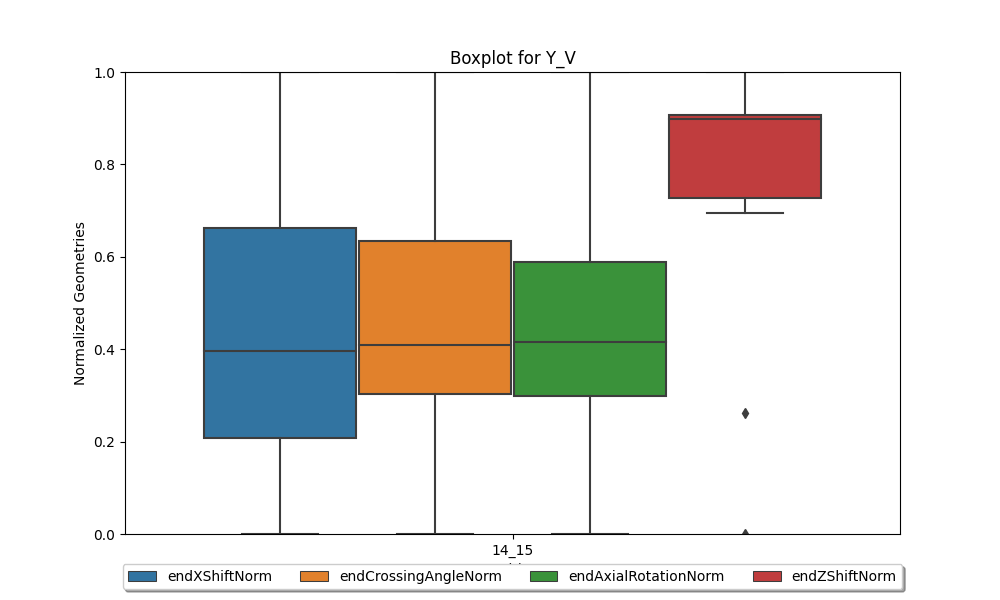 Boxplot for Y_V
1.0
0.8
0.6
0.4
0.2
0.0
Normalized Geometries
14_15
endXShiftNorm endCrossingAngleNorm endAxialRotationNorm endZShiftNorm